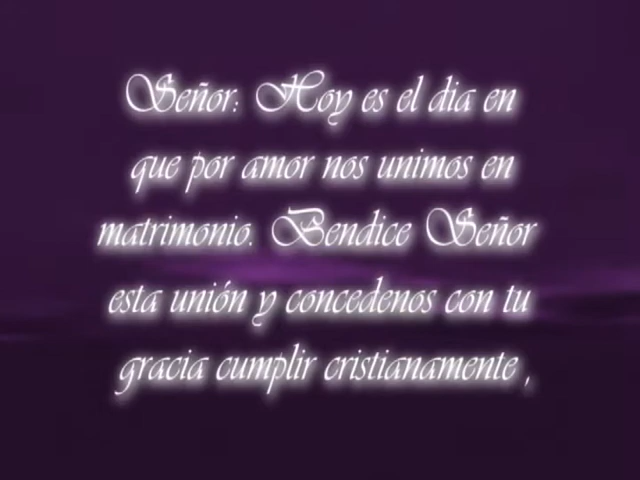 Señor: Hoy es el dia en
que por amor nos unimos en
matrimonio. Bendice Señor
esta unión y concedenos con tu
gracia cumplir cristianamente ,